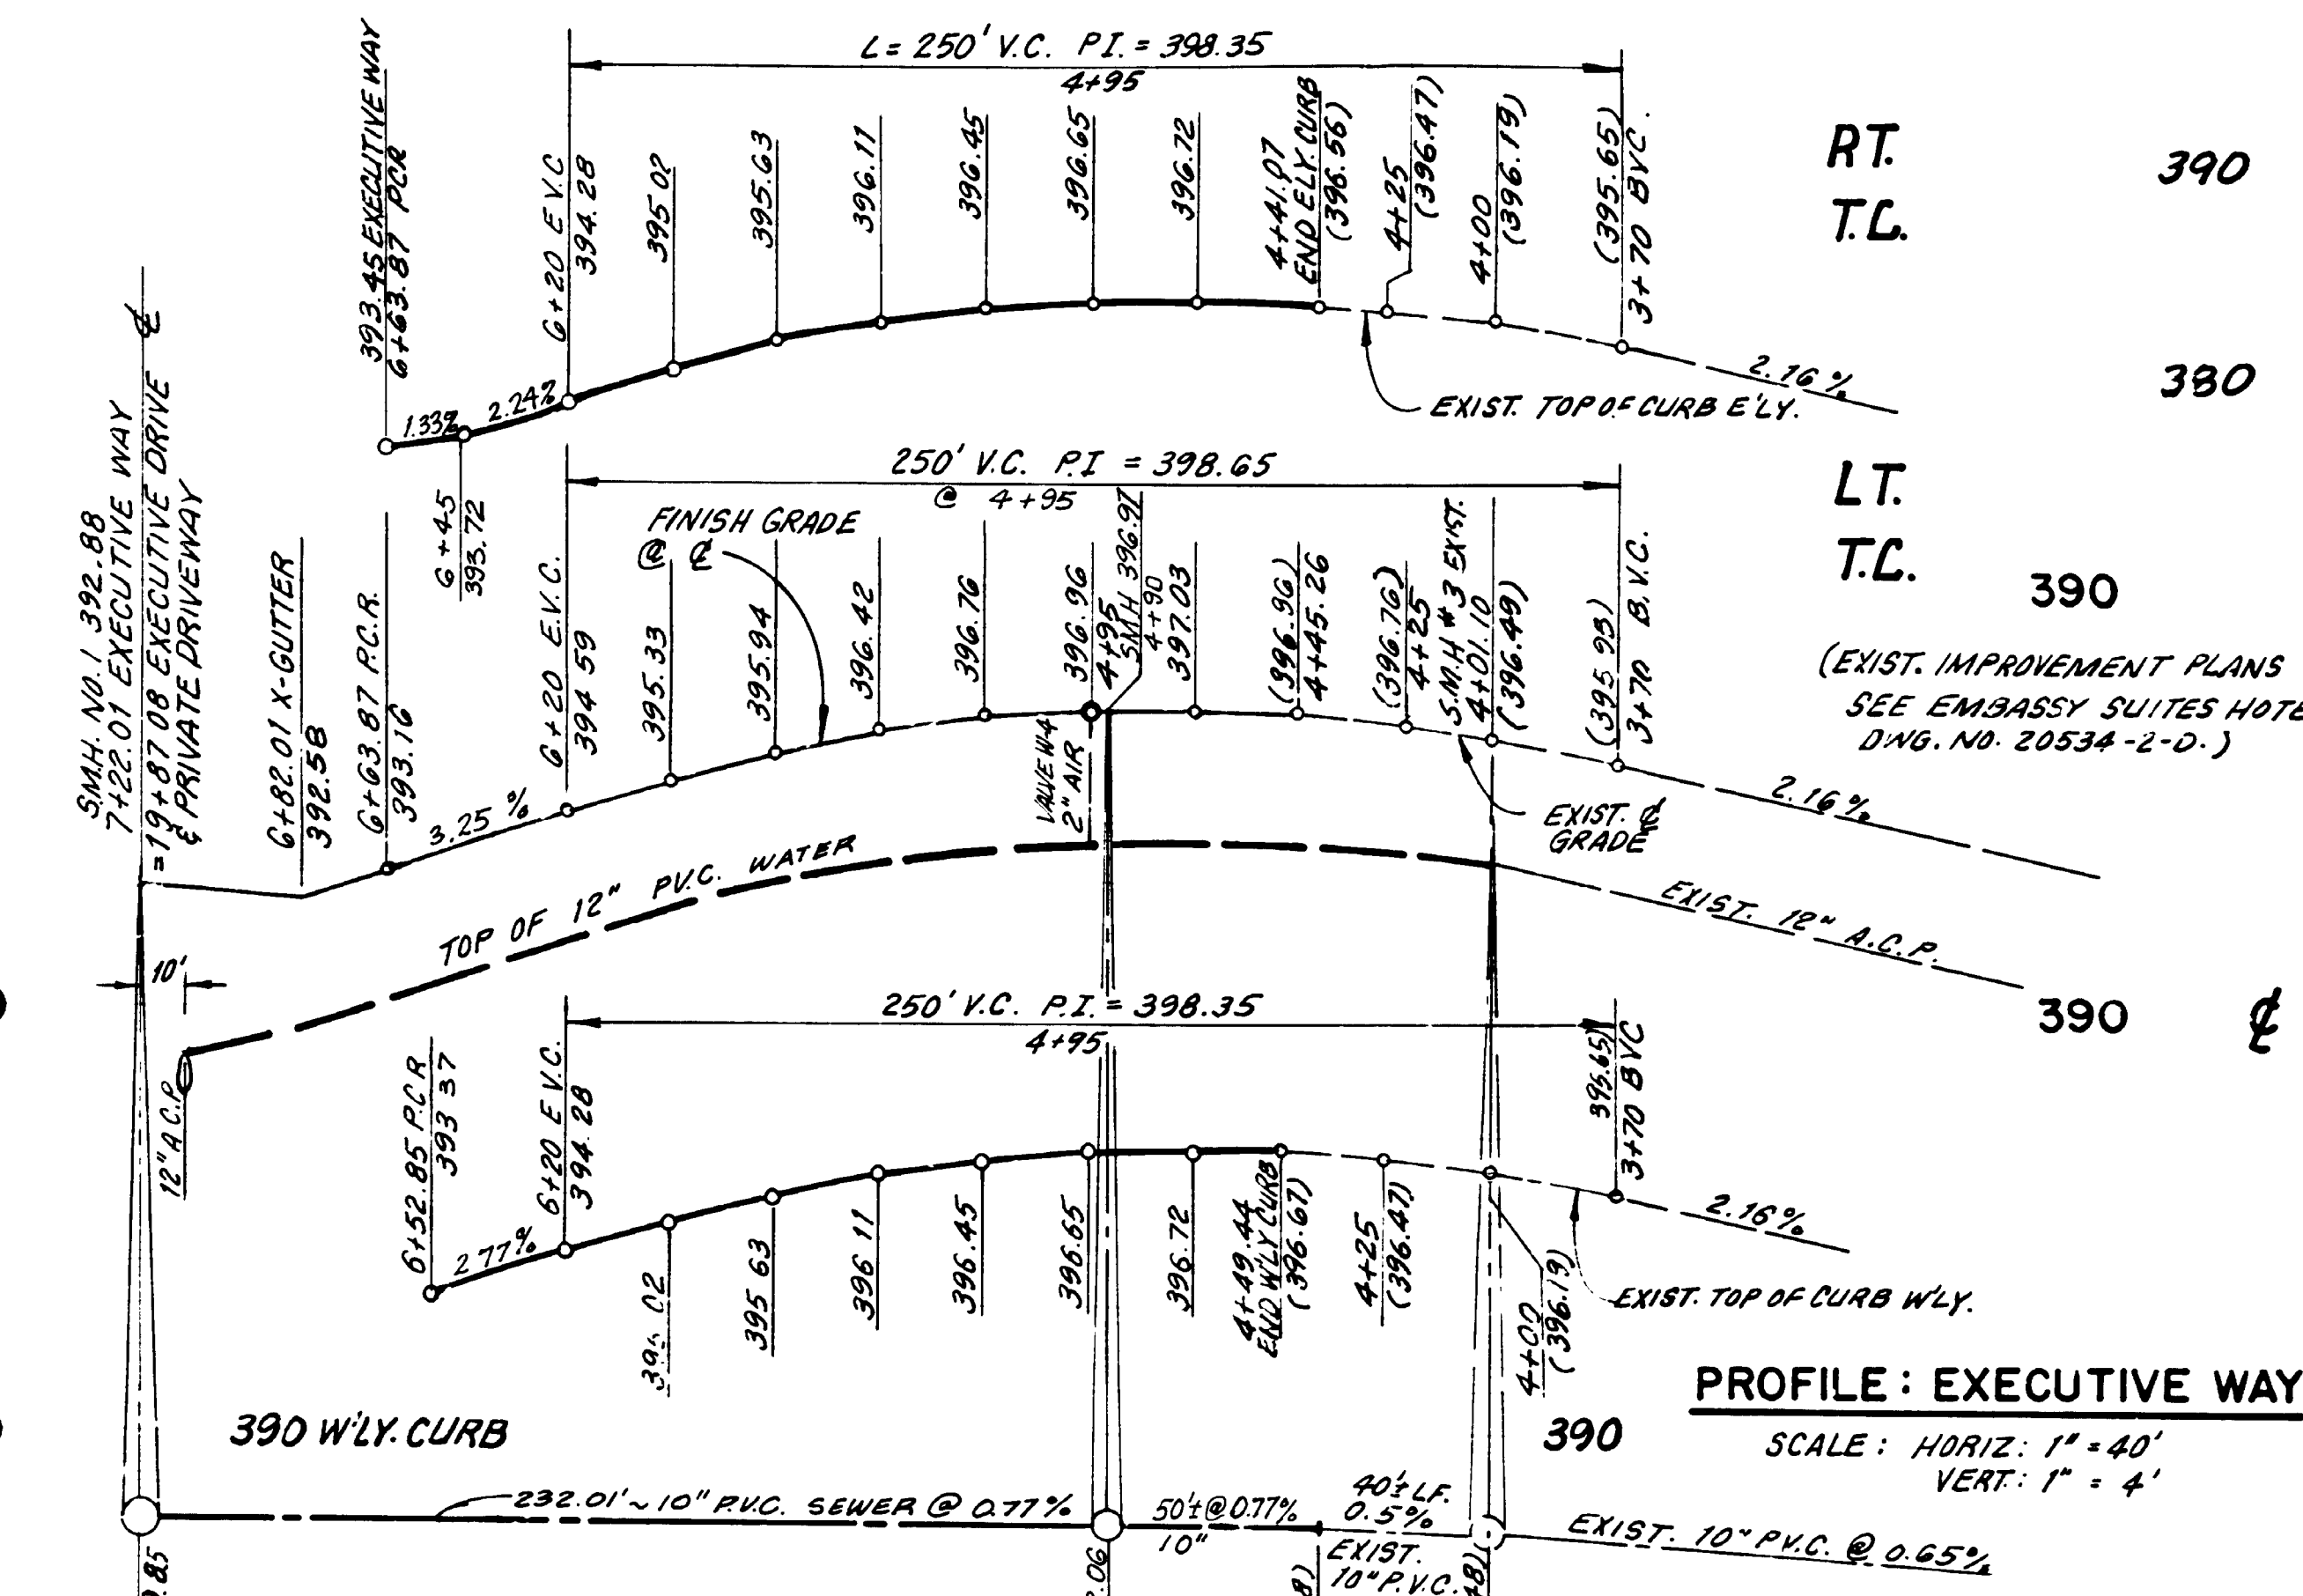 L = 250' V.C. P.I. = 398.35
4+95
393.45 EXECUTIVE WAY
6+63.87 PCR
6+20 E.V.C
394.28
395 02
395.63
396.11
396.45
396.65
396.72
4+41.07
END ELY. CURB
(396.56)
4+25
(396.47)
4+00
(396.19)
(395.65)
3+70 BVC.
RT.
T.C.
390
1.33%
2.24%
2.16%
EXIST. TOP OF CURB E'LY.
380
6+45
393.72
250' V.C. P.I = 398.65
@ 4+95
LT.
T.C.
390
(EXIST. IMPROVEMENT PLANS
SEE EMBASSY SUITES HOTE
DWG. NO. 20534-2-D.)
S.M.H. NO.1 392.88
7+22.01 EXECUTIVE WAY
=19+87 08 EXECUTIVE DRIVE ℄
℄ PRIVATE DRIVEWAY
6+82.01 X-GUTTER
392.58
6+63.87 P.C.R.
393.16
3.25 %
6+20 E.V.C.
394 59
FINISH GRADE
@ ℄
395.33
395.94
396.42
396.76
396.96
4+95
S.M.H 396.97
4+90
397.03
(396.96)
4+45.26
(396.76)
4+25
S.M.H #3 EXIST.
4+01.10
(396.49)
(395 93)
3+70 B.V.C.
VALVE W-4
2" AIR
EXIST. ℄
GRADE
2.16%
TOP OF 12" P.V.C. WATER
EXIST. 12" A.C.P.
10'
12" A.C.P
390 ℄
250' V.C. P.I. = 398.35
4+95
6+52.85 P.C R
393 37
2 77%
6+20 E V.C.
394.28
395 63
396 11
396.45
396.65
396.72
4+49.44
END W'LY CURB
(396.67)
4+25
(396.47)
4+00
(396.19)
395.65)
3+70 BVC
2.16%
EXIST. TOP OF CURB W'LY.
390 W'LY. CURB
390
PROFILE: EXECUTIVE WAY
SCALE: HORIZ: 1" = 40'
VERT.: 1" = 4'
232.01' ~ 10" P.V.C. SEWER @ 0.77%
50'± @ 0.77%
10"
40'± LF.
0.5%
EXIST.
10" P.V.C.
EXIST. 10" P.V.C. @ 0.65%